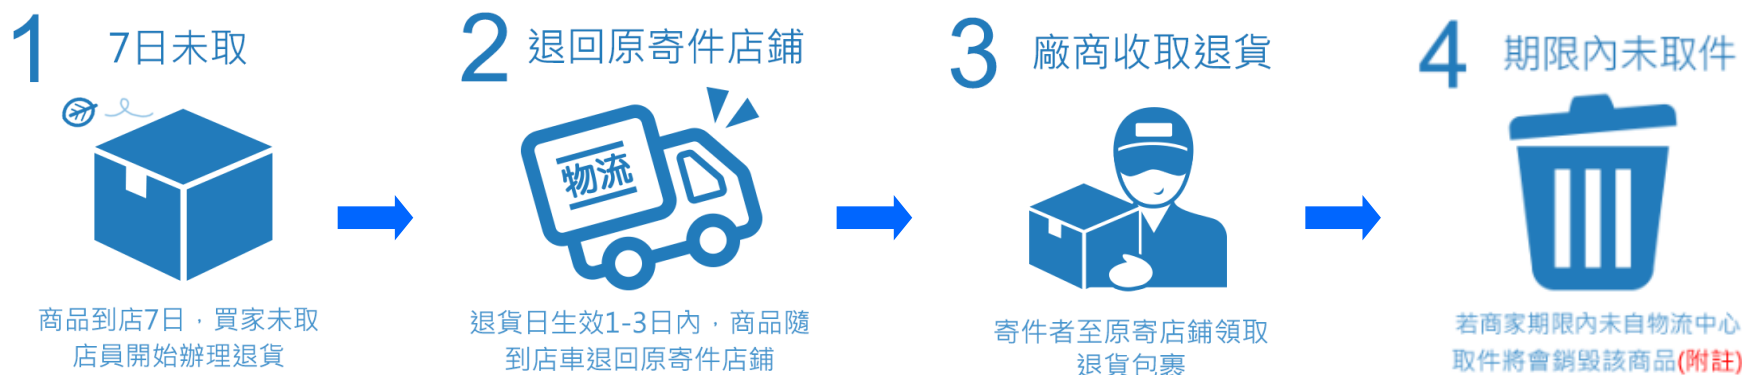 1 7日未取
商品到店7日，買家未取
店員開始辦理退貨
2 退回原寄件店鋪
物流
退貨日生效1-3日內，商品隨
到店車退回原寄件店鋪
3 廠商收取退貨
寄件者至原寄店鋪領取
退貨包裹
4 期限內未取件
若商家期限內未自物流中心
取件將會銷毀該商品(附註)